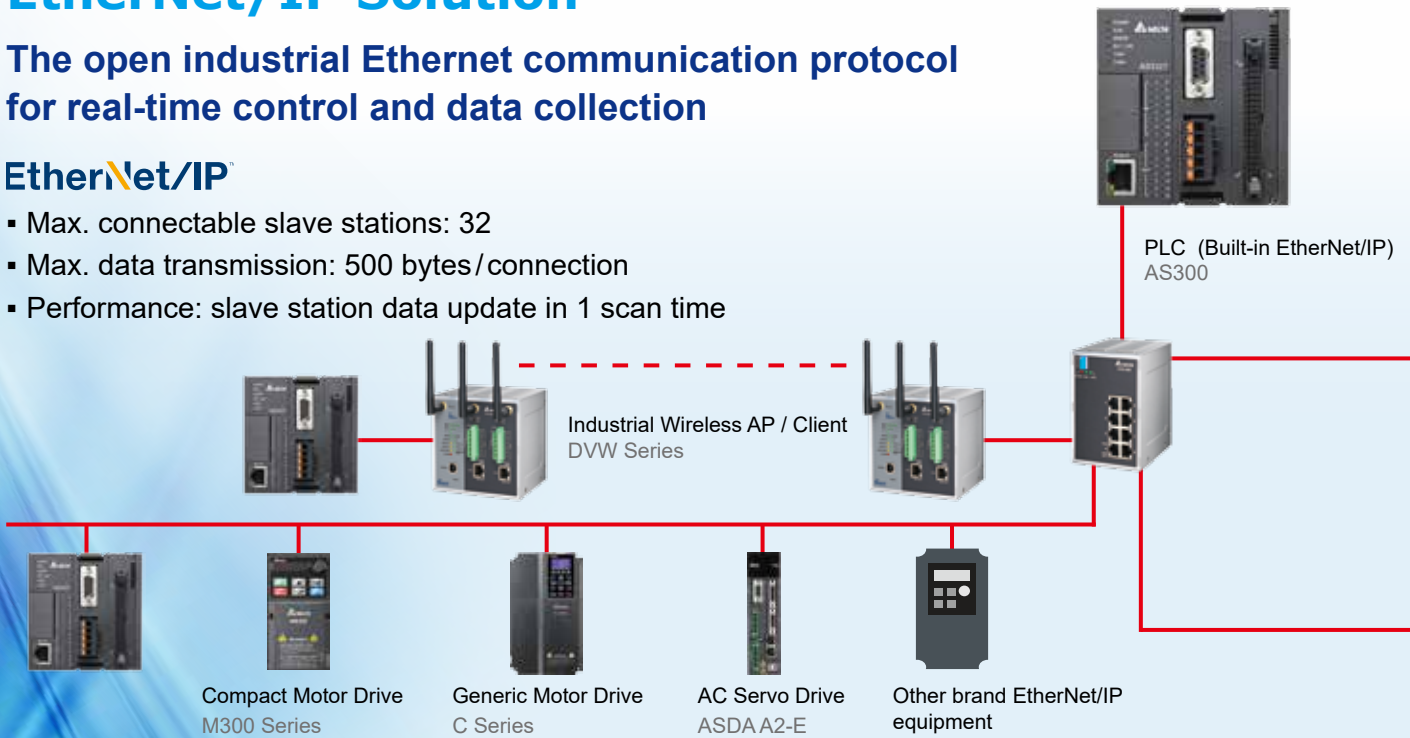 EtherNet/IP Solution
The open industrial Ethernet communication protocol
for real-time control and data collection
EtherNet/IP™
▪ Max. connectable slave stations: 32
▪ Max. data transmission: 500 bytes/connection
▪ Performance: slave station data update in 1 scan time
PLC (Built-in EtherNet/IP)
AS300
Industrial Wireless AP / Client
DVW Series
Compact Motor Drive
M300 Series
Generic Motor Drive
C Series
AC Servo Drive
ASDA A2-E
Other brand EtherNet/IP
equipment